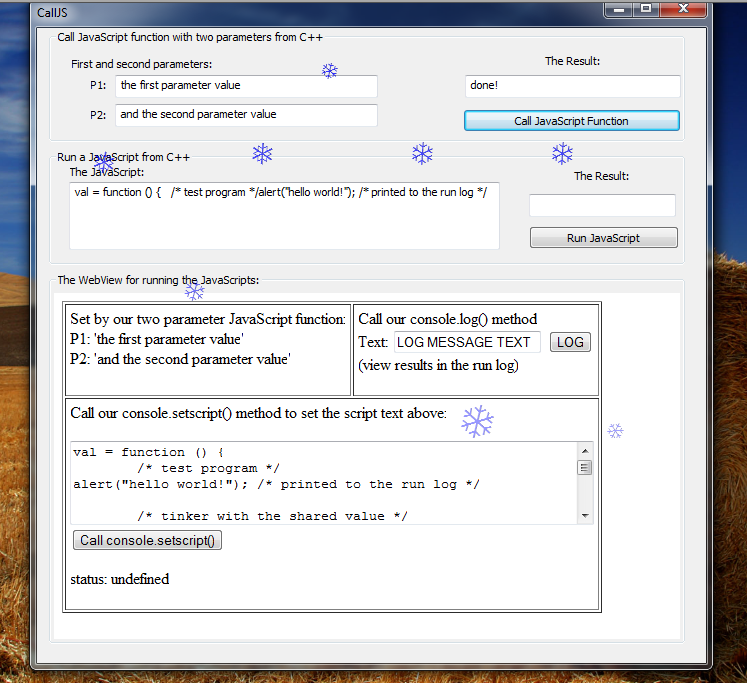 CallJS
Call JavaScript function with two parameters from C++
First and second parameters:
The Result:
P1: the first parameter value
done!
P2: and the second parameter value
Call JavaScript Function
Run a JavaScript from C++
The JavaScript:
The Result:
val = function () {   /* test program */alert("hello world!"); /* printed to the run log */
Run JavaScript
The WebView for running the JavaScripts:
Set by our two parameter JavaScript function:
P1: 'the first parameter value'
P2: 'and the second parameter value'
Call our console.log() method
Text: LOG MESSAGE TEXT LOG
(view results in the run log)
Call our console.setscript() method to set the script text above:
val = function () {
        /* test program */
alert("hello world!"); /* printed to the run log */
        /* tinker with the shared value */
Call console.setscript()
status: undefined